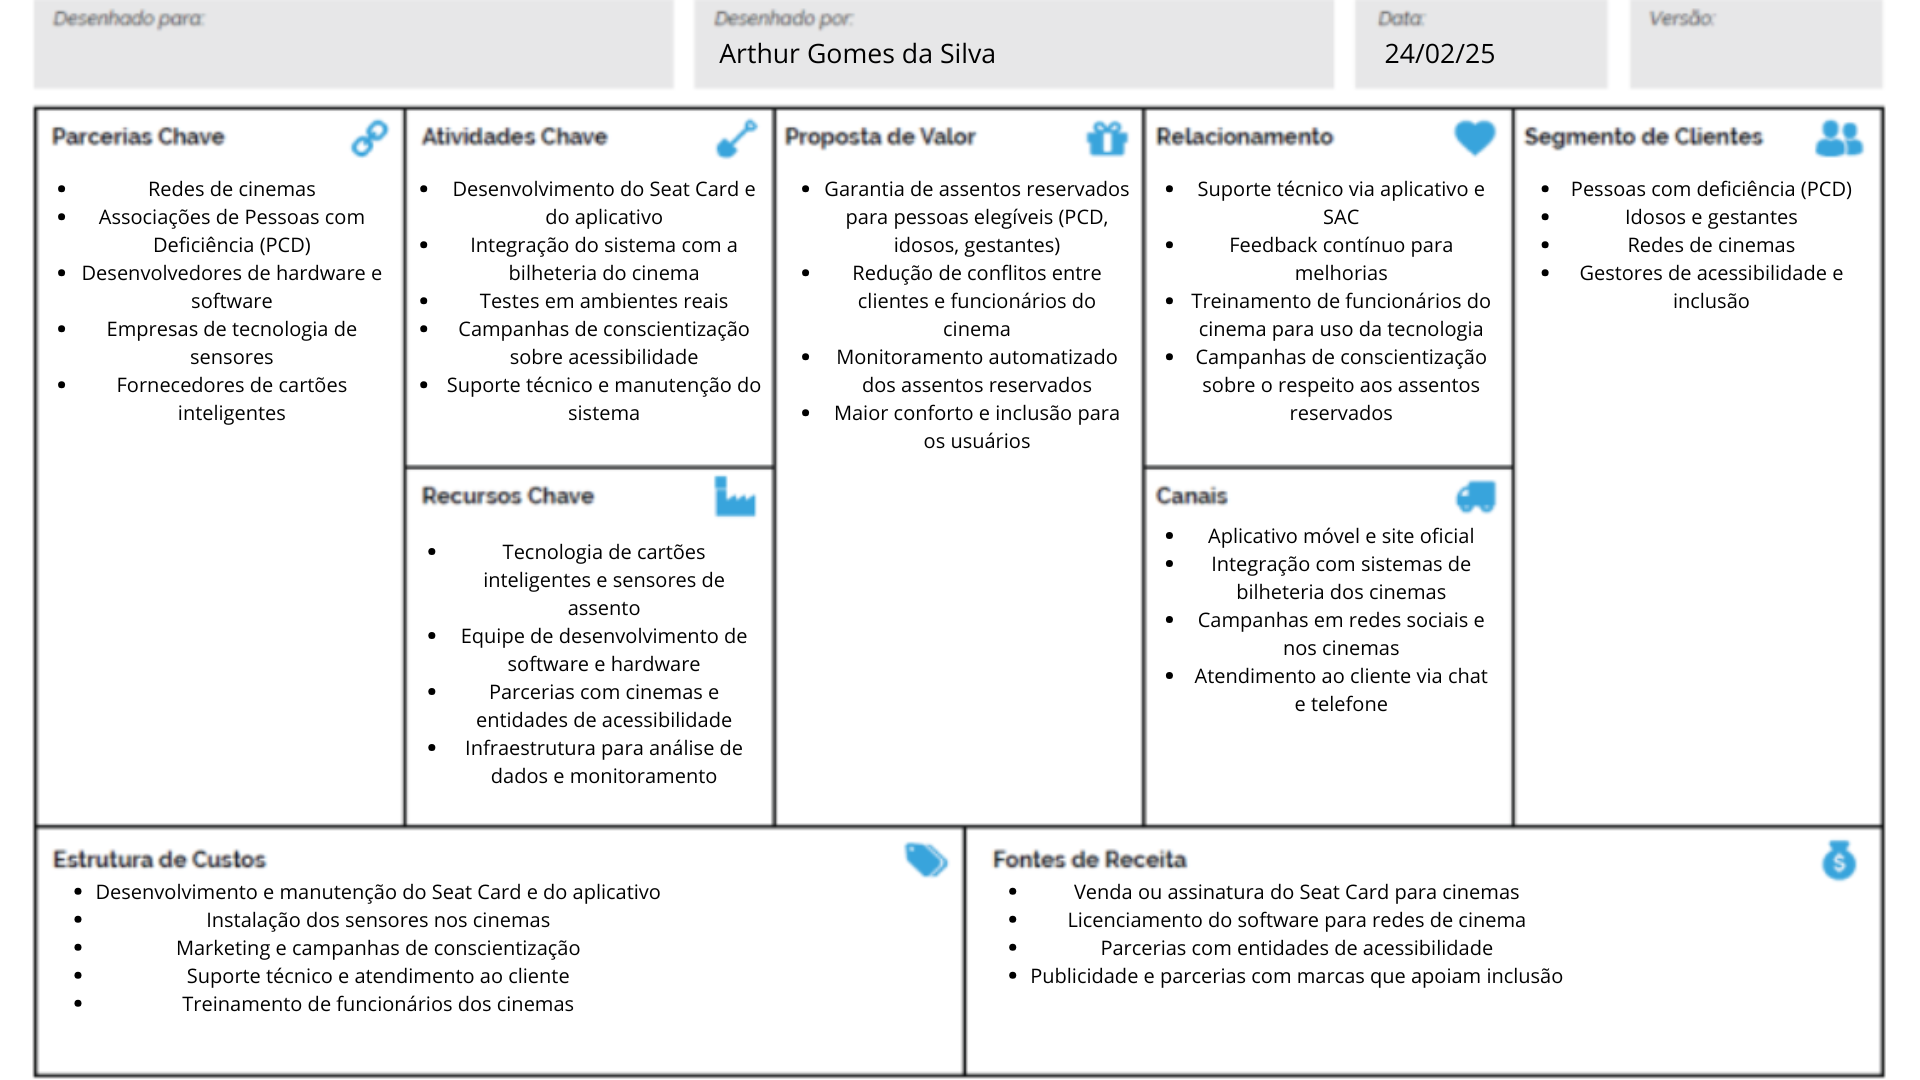 Desenhado para:
Desenhado por:
Arthur Gomes da Silva
Data:
24/02/25
Versão:
Parcerias Chave
• Redes de cinemas
• Associações de Pessoas com
Deficiência (PCD)
• Desenvolvedores de hardware e
software
• Empresas de tecnologia de
sensores
• Fornecedores de cartões
inteligentes
Atividades Chave
• Desenvolvimento do Seat Card e
do aplicativo
• Integração do sistema com a
bilheteria do cinema
• Testes em ambientes reais
• Campanhas de conscientização
sobre acessibilidade
• Suporte técnico e manutenção do
sistema
Recursos Chave
• Tecnologia de cartões
inteligentes e sensores de
assento
• Equipe de desenvolvimento de
software e hardware
• Parcerias com cinemas e
entidades de acessibilidade
• Infraestrutura para análise de
dados e monitoramento
Proposta de Valor
• Garantia de assentos reservados
para pessoas elegíveis (PCD,
idosos, gestantes)
• Redução de conflitos entre
clientes e funcionários do
cinema
• Monitoramento automatizado
dos assentos reservados
• Maior conforto e inclusão para
os usuários
Relacionamento
• Suporte técnico via aplicativo e
SAC
• Feedback contínuo para
melhorias
• Treinamento de funcionários do
cinema para uso da tecnologia
• Campanhas de conscientização
sobre o respeito aos assentos
reservados
Canais
• Aplicativo móvel e site oficial
• Integração com sistemas de
bilheteria dos cinemas
• Campanhas em redes sociais e
nos cinemas
• Atendimento ao cliente via chat
e telefone
Segmento de Clientes
• Pessoas com deficiência (PCD)
• Idosos e gestantes
• Redes de cinemas
• Gestores de acessibilidade e
inclusão
Estrutura de Custos
• Desenvolvimento e manutenção do Seat Card e do aplicativo
• Instalação dos sensores nos cinemas
• Marketing e campanhas de conscientização
• Suporte técnico e atendimento ao cliente
• Treinamento de funcionários dos cinemas
Fontes de Receita
• Venda ou assinatura do Seat Card para cinemas
• Licenciamento do software para redes de cinema
• Parcerias com entidades de acessibilidade
• Publicidade e parcerias com marcas que apoiam inclusão